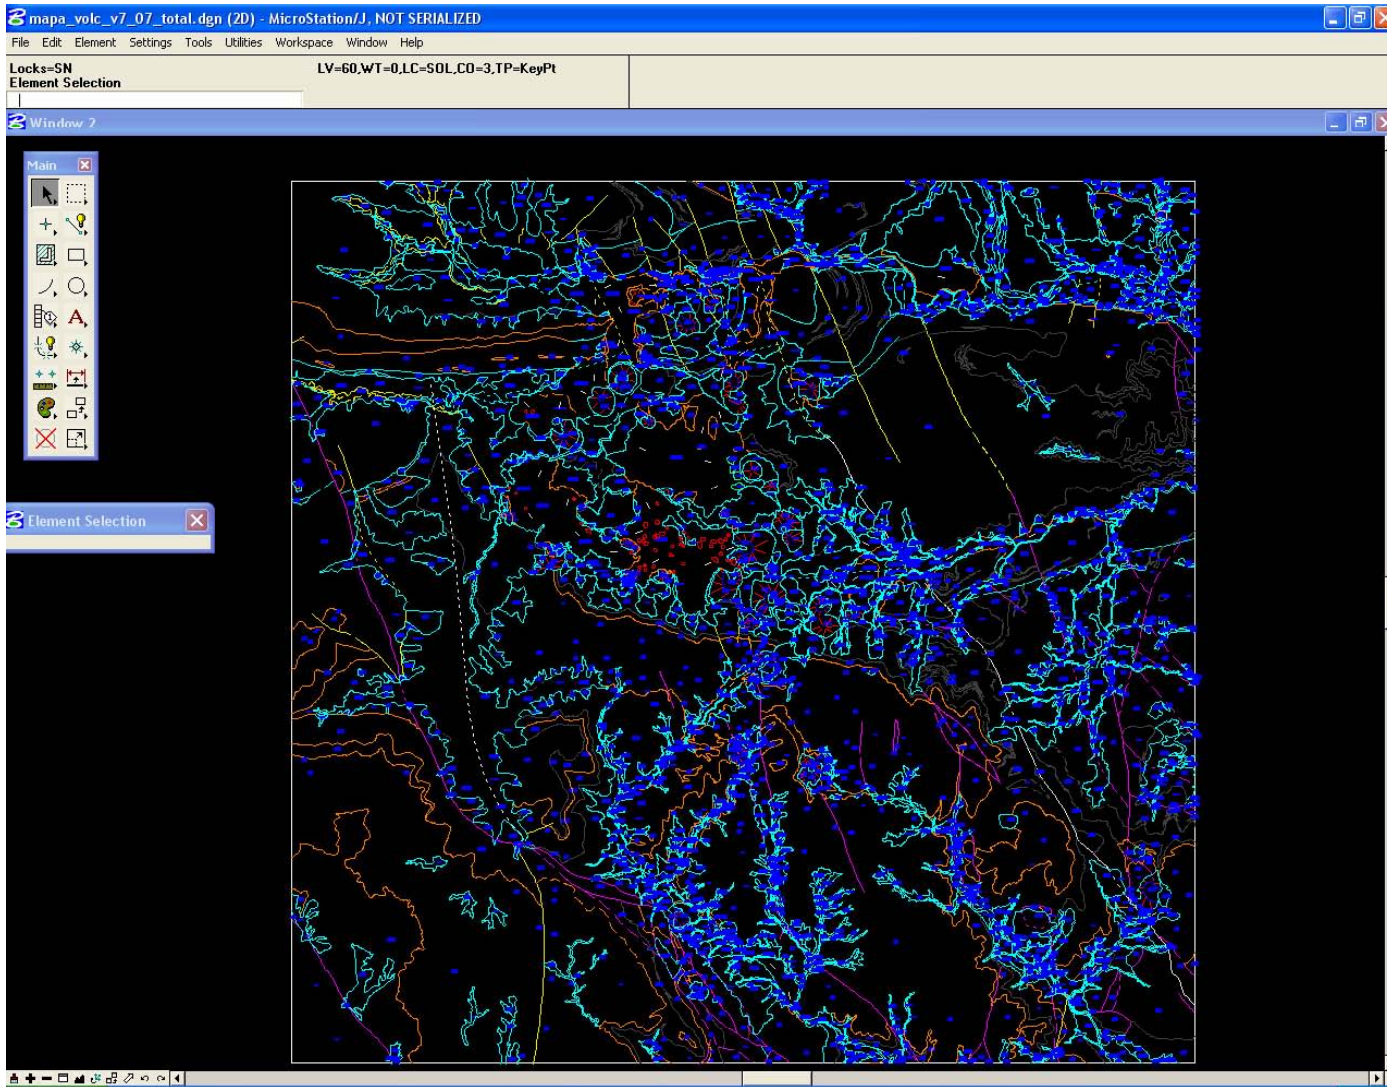 mapa_volc_v7_07_total.dgn (2D) - MicroStation/J, NOT SERIALIZED
File Edit Element Settings Tools Utilities Workspace Window Help
Locks=SN LV=60,WT=0,LC=SOL,CO=3,TP=KeyPt
Element Selection
Window 2
Main
A
Element Selection